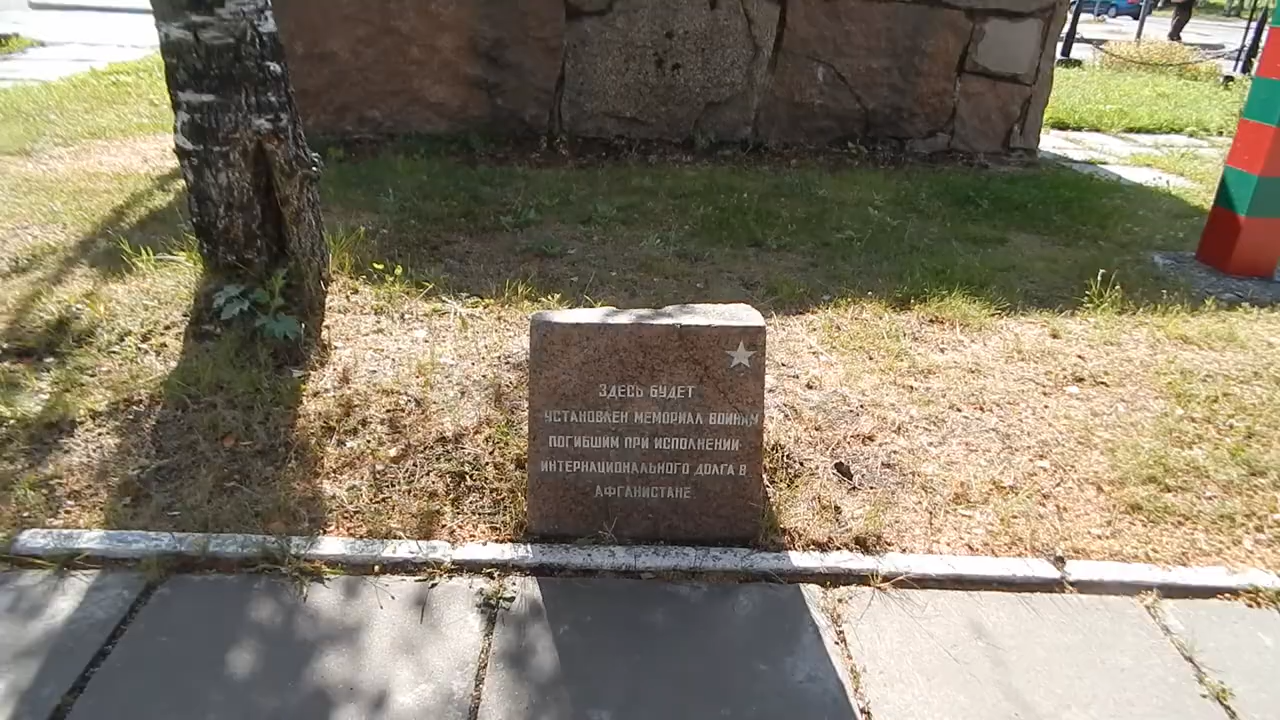 ЗДЕСЬ БУДЕТ
УСТАНОВЛЕН МЕМОРИАЛ ВОИНАМ
ПОГИБШИМ ПРИ ИСПОЛНЕНИИ
ИНТЕРНАЦИОНАЛЬНОГО ДОЛГА В
АФГАНИСТАНЕ